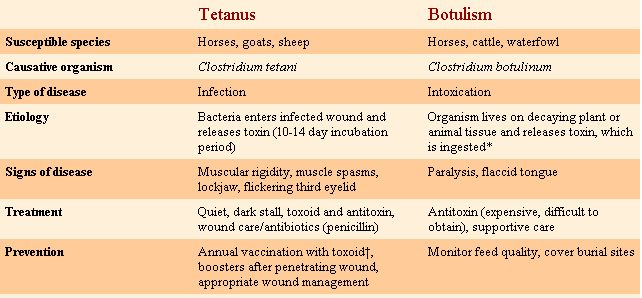 Tetanus Botulism
Susceptible species Horses, goats, sheep Horses, cattle, waterfowl
Causative organism Clostridium tetani Clostridium botulinum
Type of disease Infection Intoxication
Etiology Bacteria enters infected wound and Organism lives on decaying plant or
releases toxin (10-14 day incubation animal tissue and releases toxin, which
period) is ingested*
Signs of disease Muscular rigidity, muscle spasms, Paralysis, flaccid tongue
lockjaw, flickering third eyelid
Treatment Quiet, dark stall, toxoid and antitoxin, Antitoxin (expensive, difficult to
wound care/antibiotics (penicillin) obtain), supportive care
Prevention Annual vaccination with toxoid†, Monitor feed quality, cover burial sites
boosters after penetrating wound,
appropriate wound management